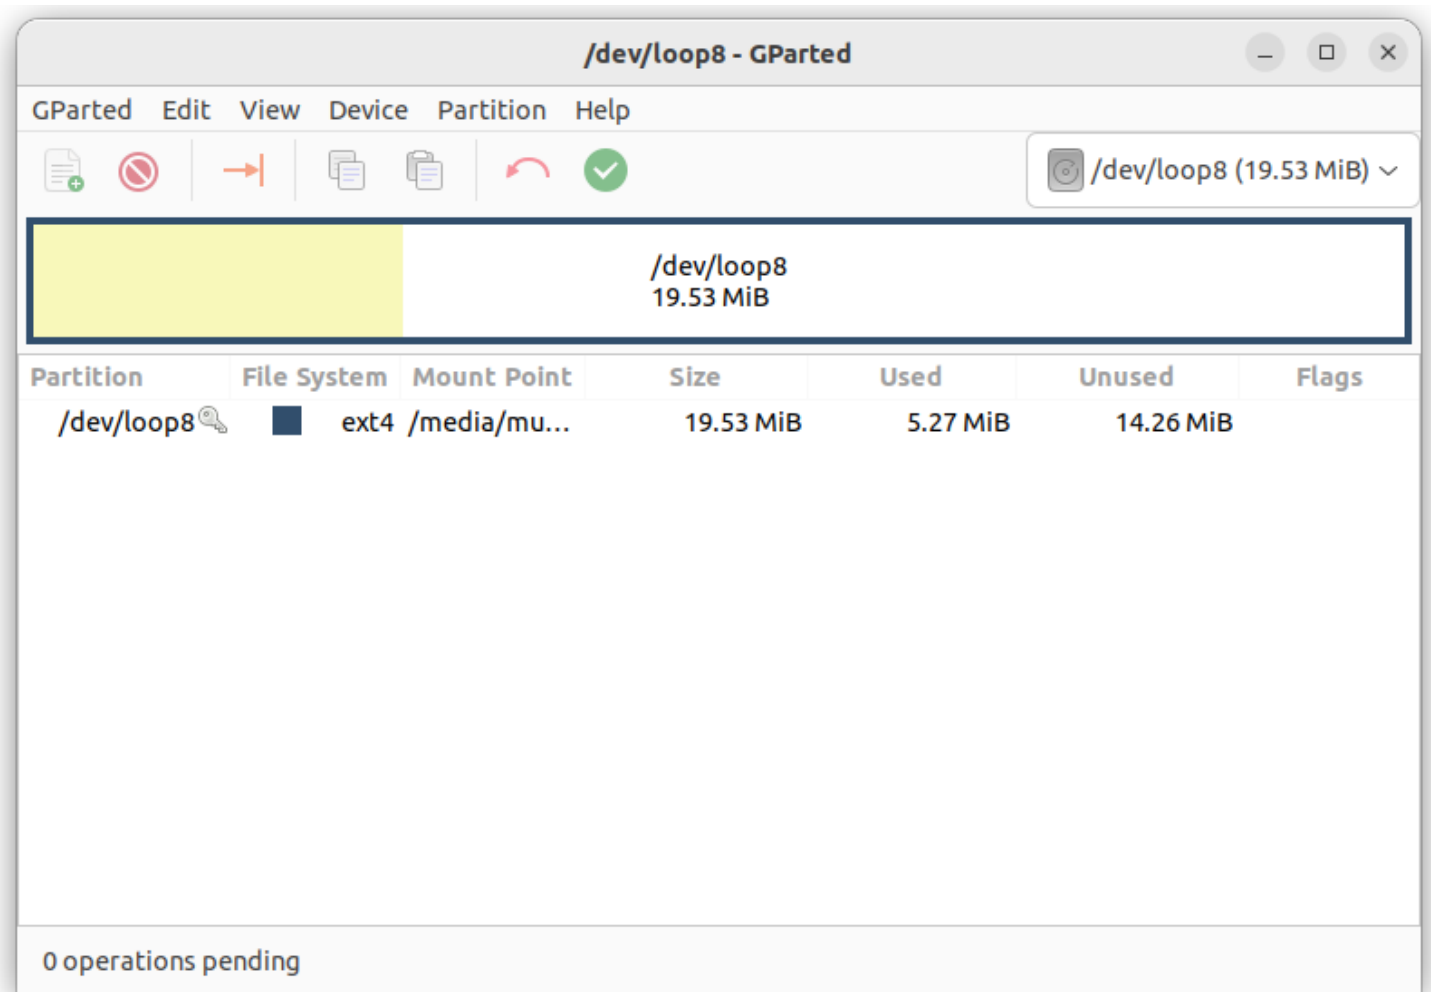 /dev/loop8 - GParted
GParted Edit View Device Partition Help
/dev/loop8 (19.53 MiB)
/dev/loop8
19.53 MiB
Partition File System Mount Point Size Used Unused Flags
/dev/loop8 ext4 /media/mu... 19.53 MiB 5.27 MiB 14.26 MiB
0 operations pending